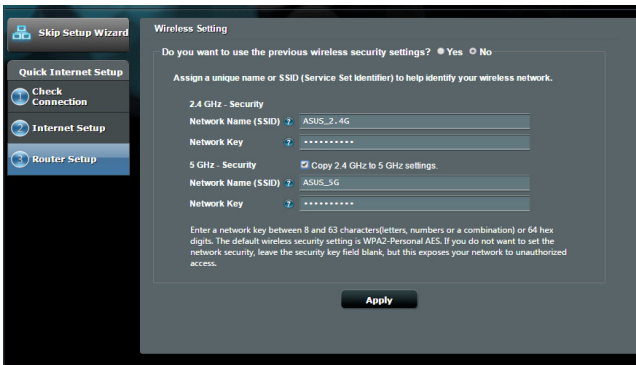 Skip Setup Wizard
Quick Internet Setup
1 Check
Connection
2 Internet Setup
3 Router Setup
Wireless Setting
Do you want to use the previous wireless security settings? Yes No
Assign a unique name or SSID (Service Set Identifier) to help identify your wireless network.
2.4 GHz - Security
Network Name (SSID) ? ASUS_2.4G
Network Key ? ••••••••••
5 GHz - Security Copy 2.4 GHz to 5 GHz settings.
Network Name (SSID) ? ASUS_5G
Network Key ? ••••••••••
Enter a network key between 8 and 63 characters(letters, numbers or a combination) or 64 hex
digits. The default wireless security setting is WPA2-Personal AES. If you do not want to set the
network security, leave the security key field blank, but this exposes your network to unauthorized
access.
Apply